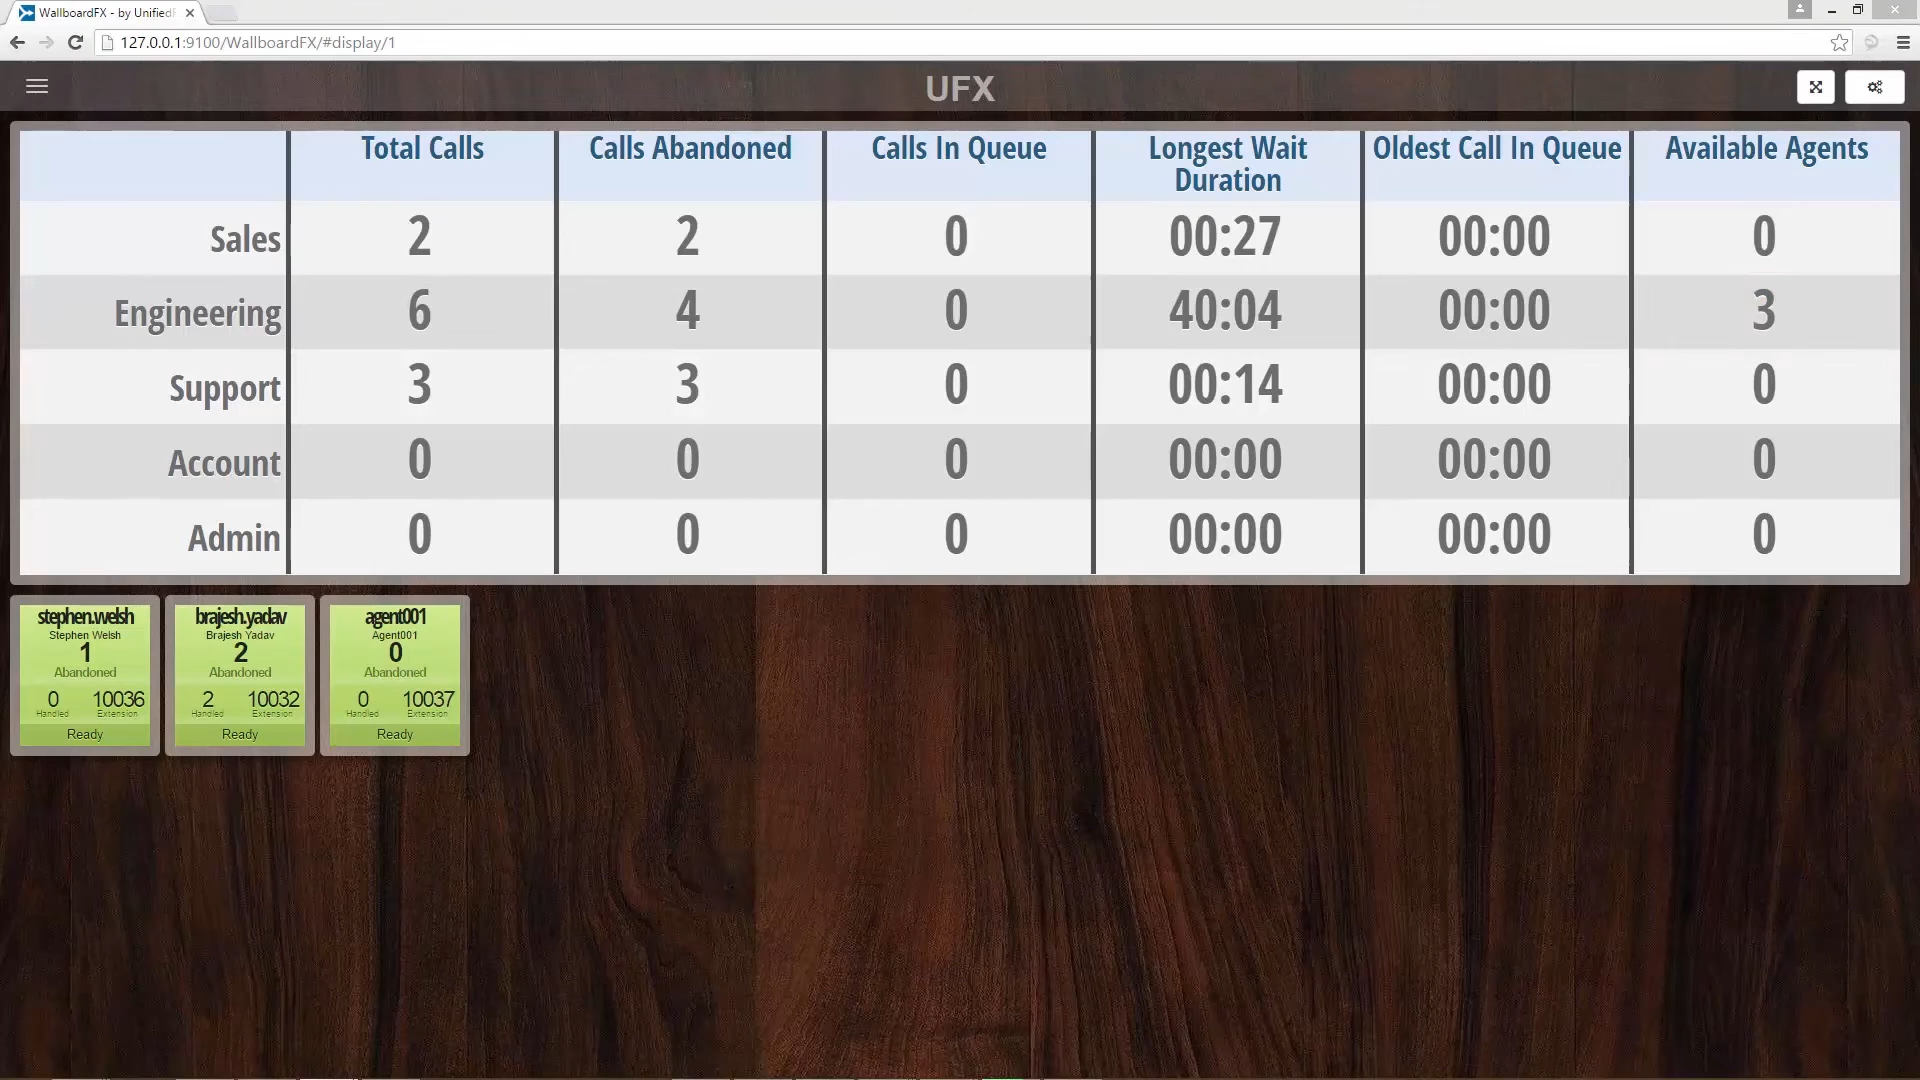 WallboardFX - by UnifiedF
127.0.0.1:9100/WallboardFX/#display/1
UFX
Total Calls Calls Abandoned Calls In Queue Longest Wait Duration Oldest Call In Queue Available Agents
Sales 2 2 0 00:27 00:00 0
Engineering 6 4 0 40:04 00:00 3
Support 3 3 0 00:14 00:00 0
Account 0 0 0 00:00 00:00 0
Admin 0 0 0 00:00 00:00 0
stephen.welsh
Stephen Welsh
1
Abandoned
0 10036
Handled Extension
Ready
brajesh.yadav
Brajesh Yadav
2
Abandoned
2 10032
Handled Extension
Ready
agent001
Agent001
0
Abandoned
0 10037
Handled Extension
Ready